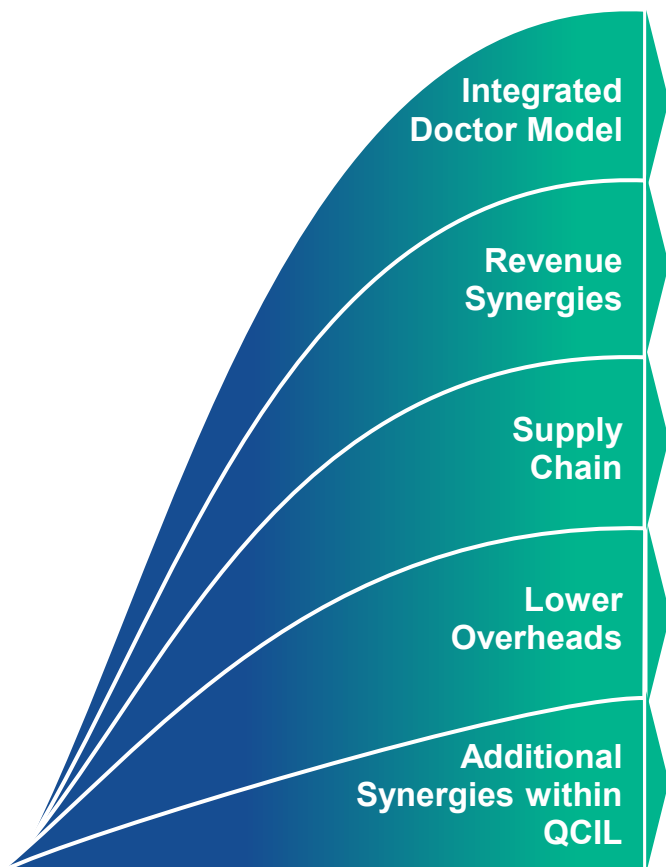 Integrated
Doctor Model
Revenue
Synergies
Supply
Chain
Lower
Overheads
Additional
Synergies within
QCIL